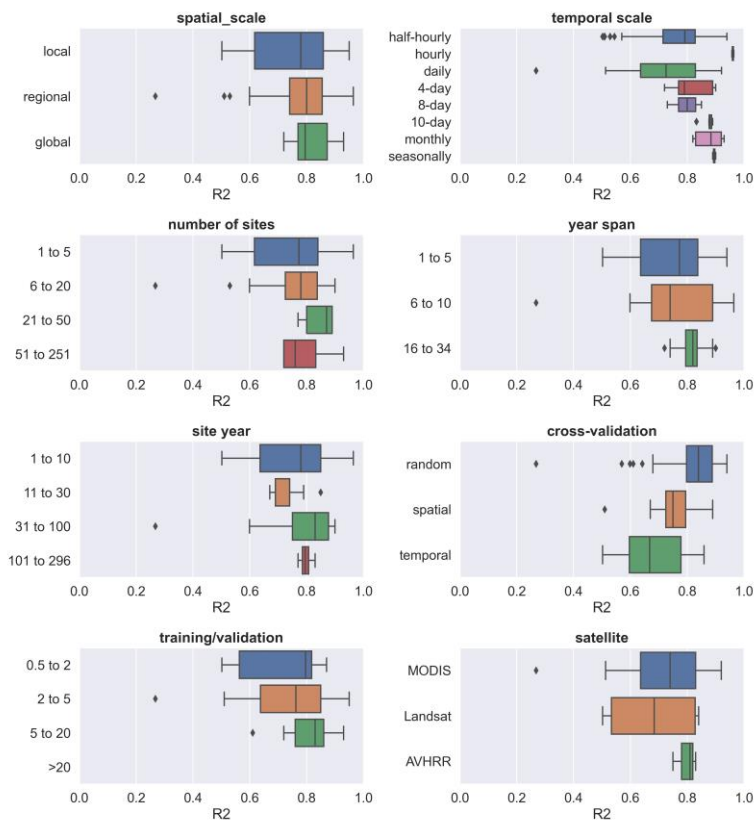 spatial_scale
local
regional
global
0.0 0.2 0.4 0.6 0.8 1.0
R2
temporal scale
half-hourly
hourly
daily
4-day
8-day
10-day
monthly
seasonally
0.0 0.2 0.4 0.6 0.8 1.0
R2
number of sites
1 to 5
6 to 20
21 to 50
51 to 251
0.0 0.2 0.4 0.6 0.8 1.0
R2
year span
1 to 5
6 to 10
16 to 34
0.0 0.2 0.4 0.6 0.8 1.0
R2
site year
1 to 10
11 to 30
31 to 100
101 to 296
0.0 0.2 0.4 0.6 0.8 1.0
R2
cross-validation
random
spatial
temporal
0.0 0.2 0.4 0.6 0.8 1.0
R2
training/validation
0.5 to 2
2 to 5
5 to 20
>20
0.0 0.2 0.4 0.6 0.8 1.0
R2
satellite
MODIS
Landsat
AVHRR
0.0 0.2 0.4 0.6 0.8 1.0
R2